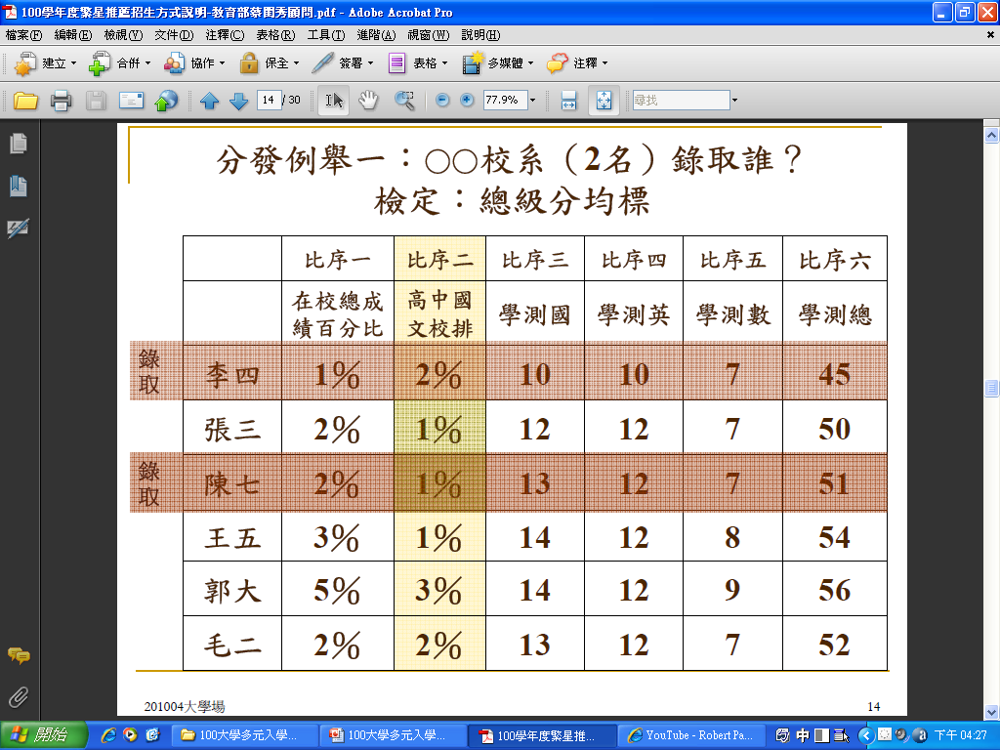 100學年度繁星推薦招生方式說明-教育部蔡閨秀顧問.pdf - Adobe Acrobat Pro
檔案(F) 編輯(E) 檢視(V) 文件(D) 注釋(C) 表格(R) 工具(T) 進階(A) 視窗(W) 說明(H)
建立 合併 協作 保全 簽署 表格 多媒體 注釋
14 / 30 77.9% 尋找
分發例舉一：○○校系（2名）錄取誰？
檢定：總級分均標
比序一 比序二 比序三 比序四 比序五 比序六
在校總成績百分比 高中國文校排 學測國 學測英 學測數 學測總
錄取 李四 1% 2% 10 10 7 45
張三 2% 1% 12 12 7 50
錄取 陳七 2% 1% 13 12 7 51
王五 3% 1% 14 12 8 54
郭大 5% 3% 14 12 9 56
毛二 2% 2% 13 12 7 52
201004大學場 14
開始 100大學多元入學... 100大學多元入學... 100學年度繁星推... YouTube - Robert Pa... 中 下午 04:27